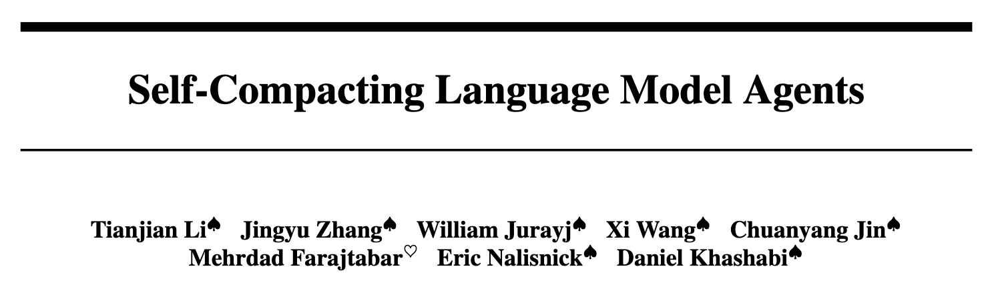 Self-Compacting Language Model Agents
Tianjian Li♠ Jingyu Zhang♠ William Jurayj♠ Xi Wang♠ Chuanyang Jin♠
Mehrdad Farajtabar♡ Eric Nalisnick♠ Daniel Khashabi♠